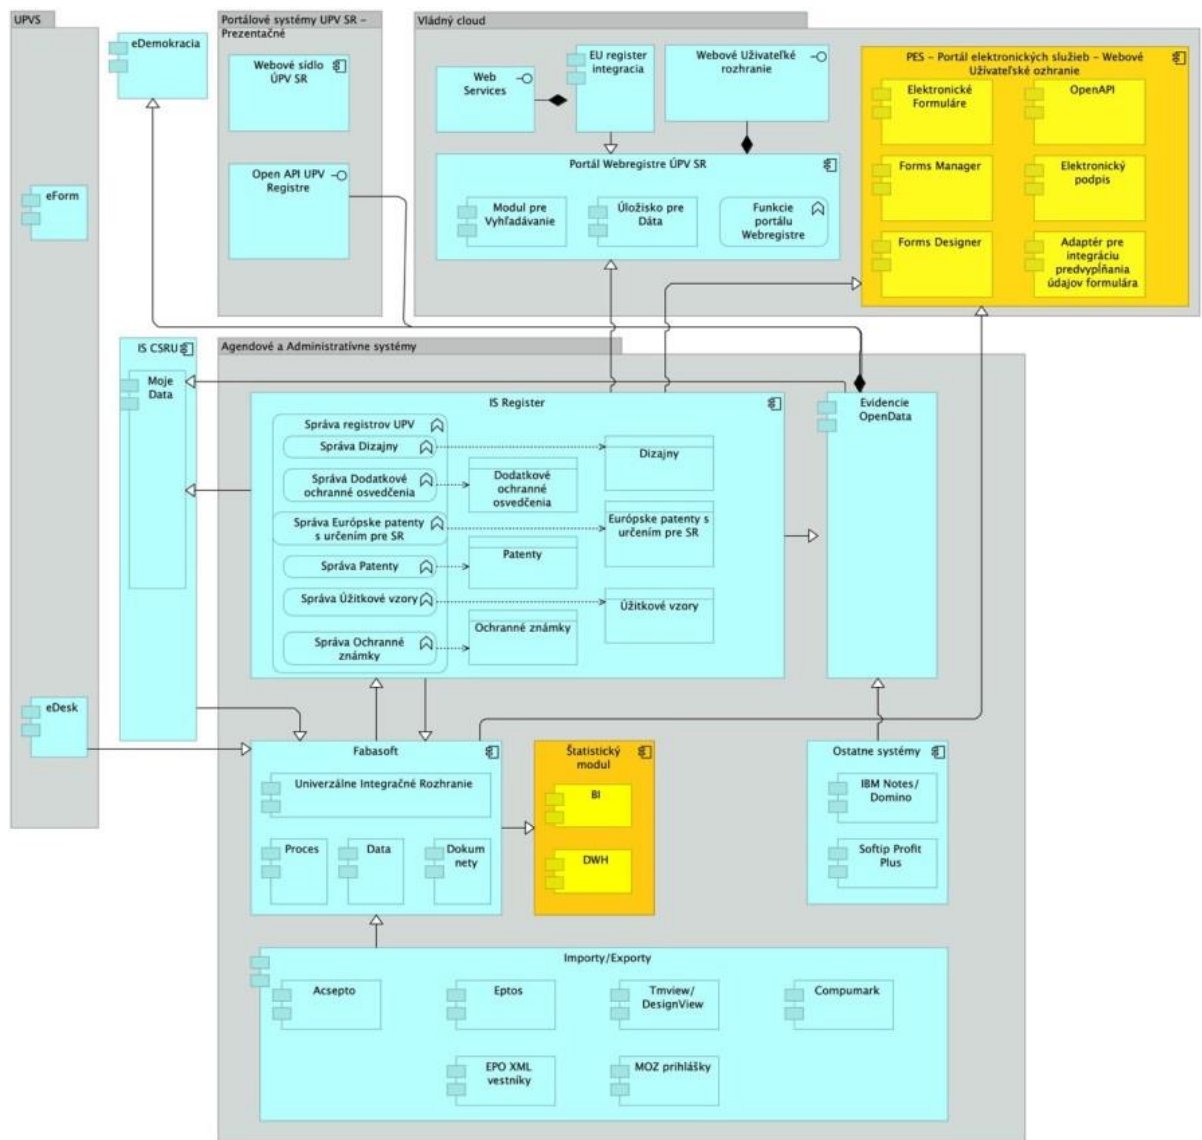 UPVS
eDemokracia
eForm
eDesk
Portálové systémy UPV SR –
Prezentačné
Webové sídlo
ÚPV SR
Open API UPV
Registre
Vládný cloud
Web
Services
EU register
integracia
Webové Uživateľké
rozhranie
Portál Webregistre ÚPV SR
Modul pre
Vyhľadávanie
Úložisko pre
Dáta
Funkcie
portálu
Webregistre
PES – Portál elektronických služieb – Webové
Uživateľské ozhranie
Elektronické
Formuláre
OpenAPI
Forms Manager
Elektronický
podpis
Forms Designer
Adaptér pre
integráciu
predvypĺňania
údajov formulára
IS CSRU
Moje
Data
Agendové a Administratívne systémy
IS Register
Správa registrov UPV
Správa Dizajny
Dizajny
Správa Dodatkové
ochranné osvedčenia
Dodatkové
ochranné
osvedčenia
Správa Európske patenty
s určením pre SR
Európske patenty s
určením pre SR
Správa Patenty
Patenty
Správa Úžitkové vzory
Úžitkové vzory
Správa Ochranné
známky
Ochranné známky
Evidencie
OpenData
Fabasoft
Univerzálne Integračné Rozhranie
Proces
Data
Dokum
nety
Štatistický
modul
BI
DWH
Ostatne systémy
IBM Notes/
Domino
Softip Profit
Plus
Importy/Exporty
Acsepto
Eptos
Tmview/
DesignView
Compumark
EPO XML
vestníky
MOZ prihlášky